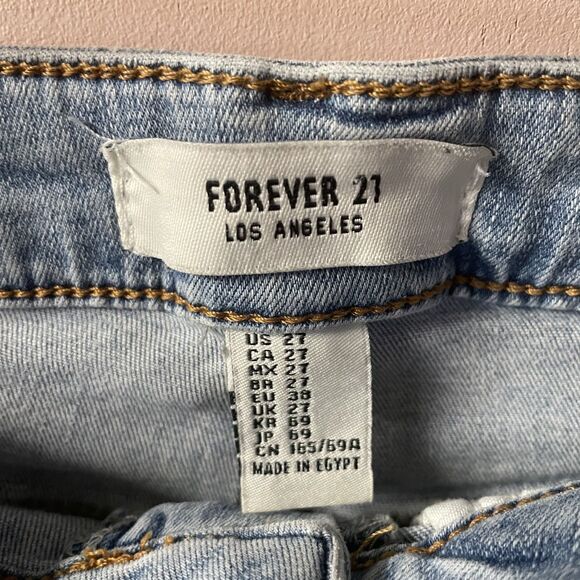 FOREVER 21
LOS ANGELES
US 27
CA 27
MX 27
BR 27
EU 38
UK 27
KR 69
JP 69
CN 165/69A
MADE IN EGYPT